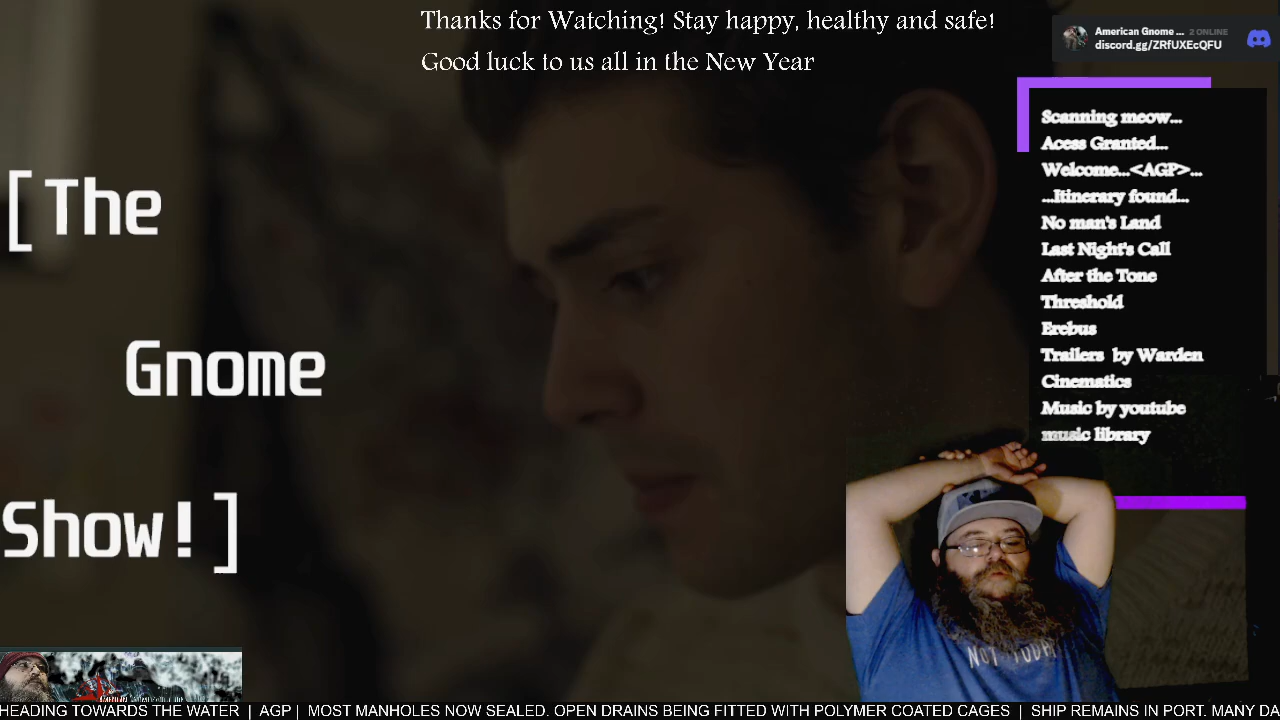 Thanks for Watching! Stay happy, healthy and safe!
Good luck to us all in the New Year
American Gnome ... 2 ONLINE
discord.gg/ZRfUXEcQFU
Scanning meow...
Acess Granted...
Welcome...<AGP>...
...Itinerary found...
No man's Land
Last Night's Call
After the Tone
Threshold
Erebus
Trailers by Warden
Cinematics
Music by youtube
music library
[The
Gnome
Show!]
NOT TODAY
HEADING TOWARDS THE WATER | AGP | MOST MANHOLES NOW SEALED. OPEN DRAINS BEING FITTED WITH POLYMER COATED CAGES | SHIP REMAINS IN PORT. MANY DA